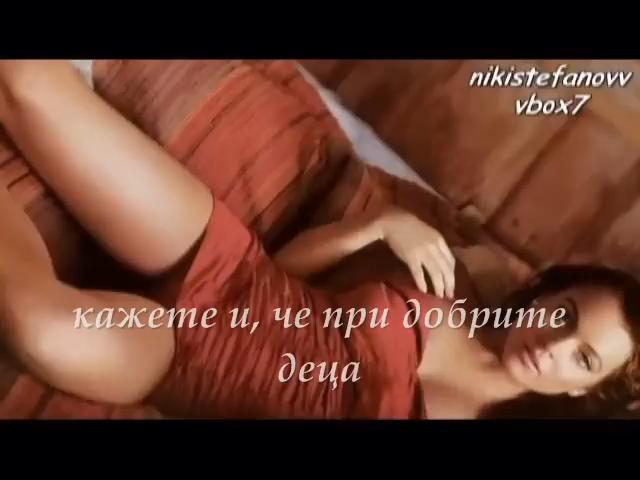 nikistefanovv
vbox7
кажете и, че при добрите
деца